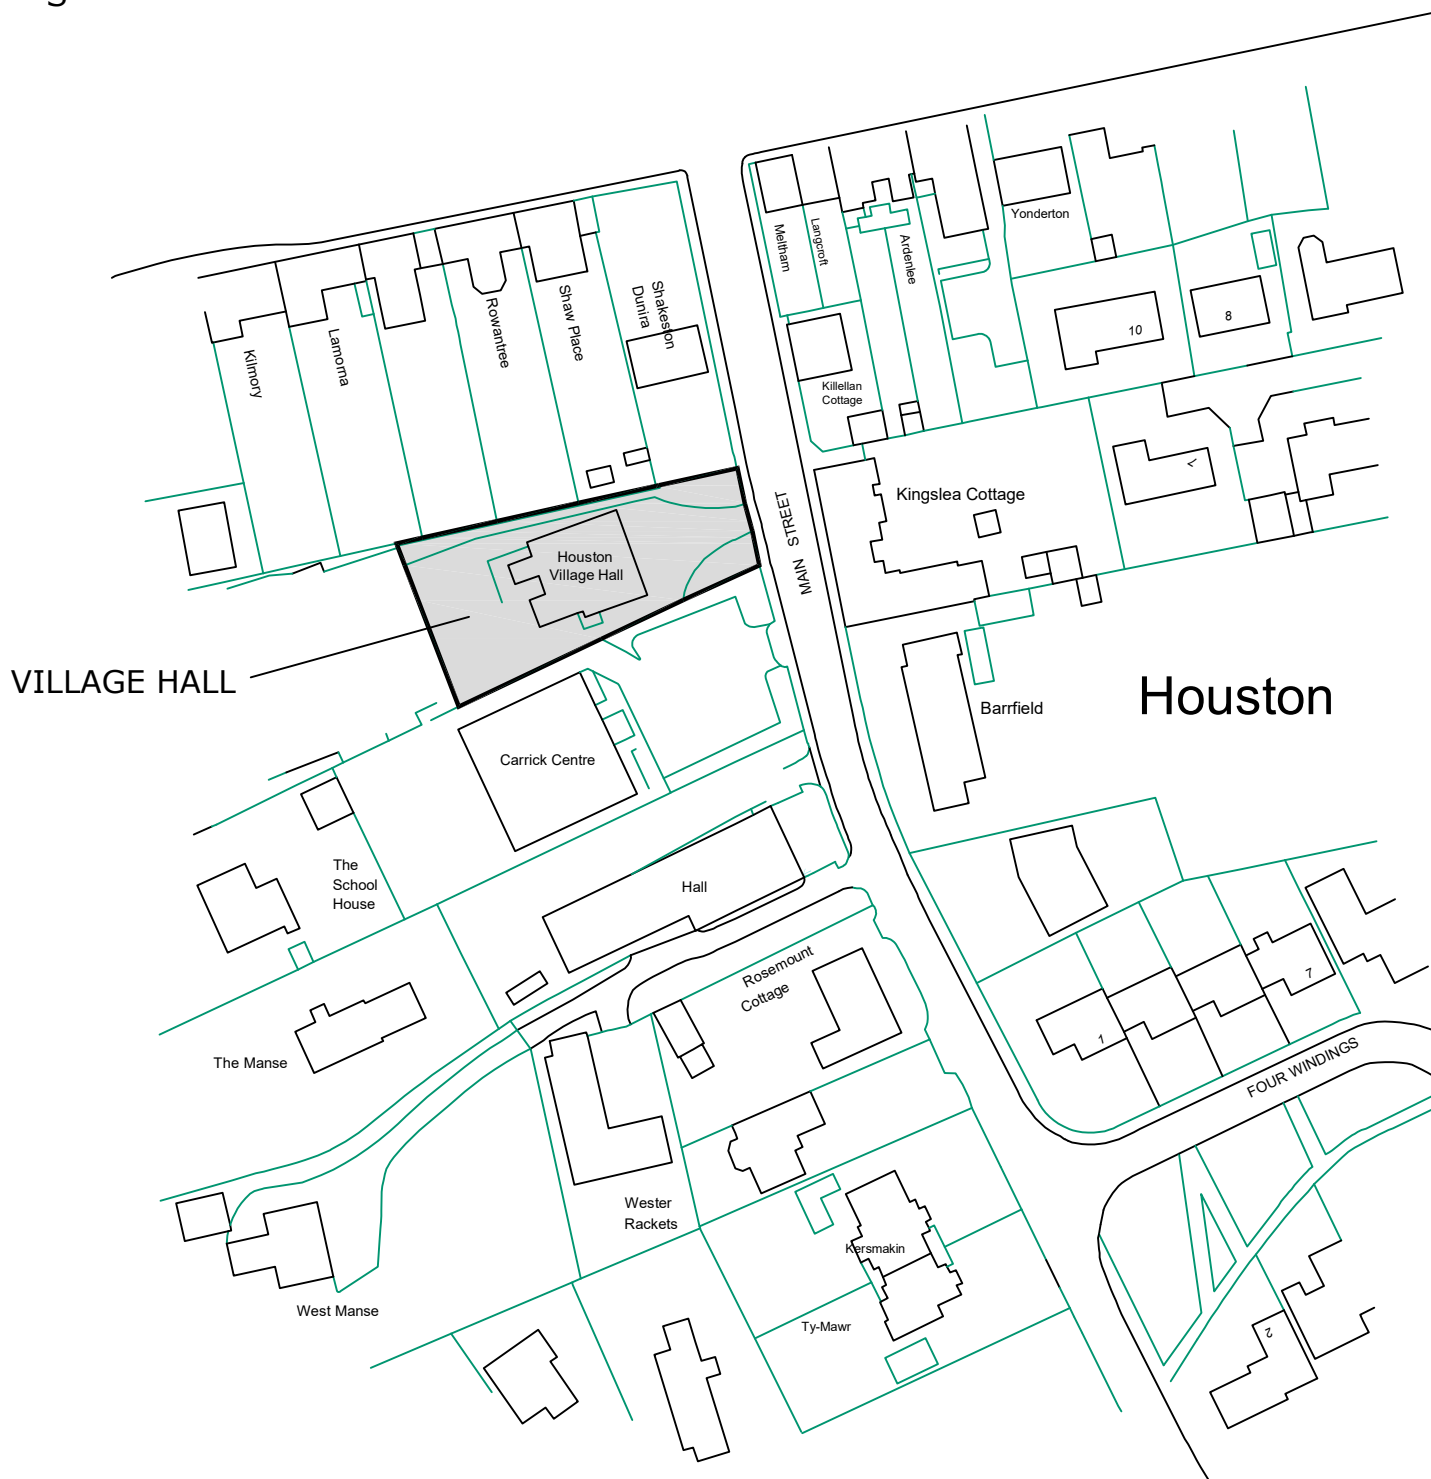 g
Yonderton
Meltham
Langcroft
Ardenlee
Shakeston
Dunira
Shaw Place
Rowantree
Lamorna
Kilmory
10
8
Killellan
Cottage
1
MAIN STREET
Kingslea Cottage
Houston
Village Hall
VILLAGE HALL
Houston
Barrfield
Carrick Centre
The
School
House
Hall
Rosemount
Cottage
7
1
The Manse
FOUR WINDINGS
Wester
Rackets
Kersmakin
West Manse
Ty-Mawr
2